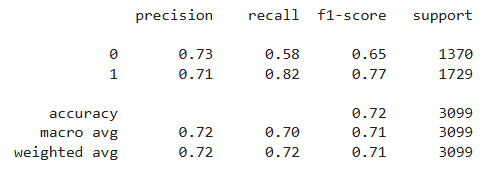 precision recall f1-score support
0 0.73 0.58 0.65 1370
1 0.71 0.82 0.77 1729
accuracy 0.72 3099
macro avg 0.72 0.70 0.71 3099
weighted avg 0.72 0.72 0.71 3099